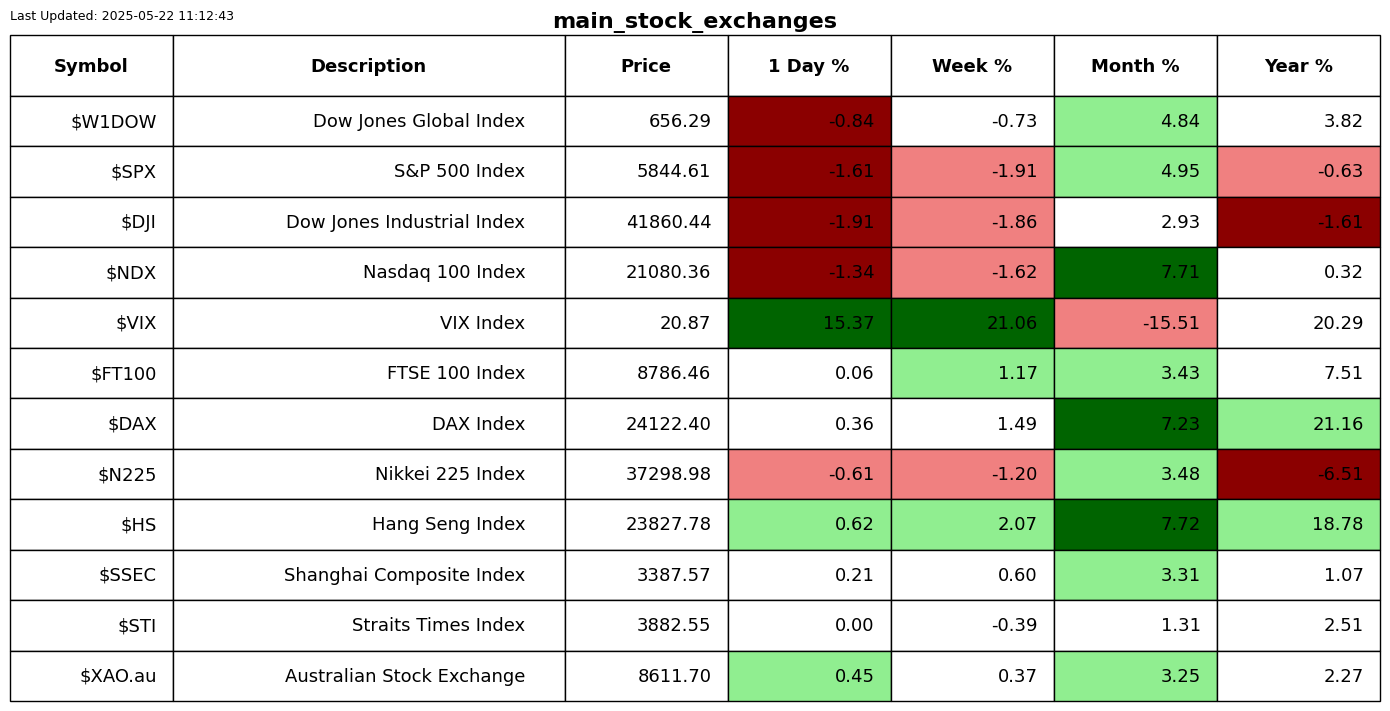 Last Updated: 2025-05-22 11:12:43
main_stock_exchanges
Symbol Description Price 1 Day % Week % Month % Year %
$W1DOW Dow Jones Global Index 656.29 -0.84 -0.73 4.84 3.82
$SPX S&P 500 Index 5844.61 -1.61 -1.91 4.95 -0.63
$DJI Dow Jones Industrial Index 41860.44 -1.91 -1.86 2.93 -1.61
$NDX Nasdaq 100 Index 21080.36 -1.34 -1.62 7.71 0.32
$VIX VIX Index 20.87 15.37 21.06 -15.51 20.29
$FT100 FTSE 100 Index 8786.46 0.06 1.17 3.43 7.51
$DAX DAX Index 24122.40 0.36 1.49 7.23 21.16
$N225 Nikkei 225 Index 37298.98 -0.61 -1.20 3.48 -6.51
$HS Hang Seng Index 23827.78 0.62 2.07 7.72 18.78
$SSEC Shanghai Composite Index 3387.57 0.21 0.60 3.31 1.07
$STI Straits Times Index 3882.55 0.00 -0.39 1.31 2.51
$XAO.au Australian Stock Exchange 8611.70 0.45 0.37 3.25 2.27